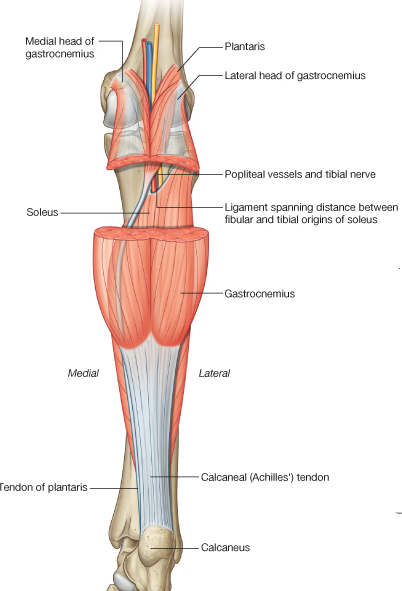 Medial head of
gastrocnemius
Plantaris
Lateral head of gastrocnemius
Popliteal vessels and tibial nerve
Soleus
Ligament spanning distance between
fibular and tibial origins of soleus
Gastrocnemius
Medial
Lateral
Calcaneal (Achilles') tendon
Tendon of plantaris
Calcaneus